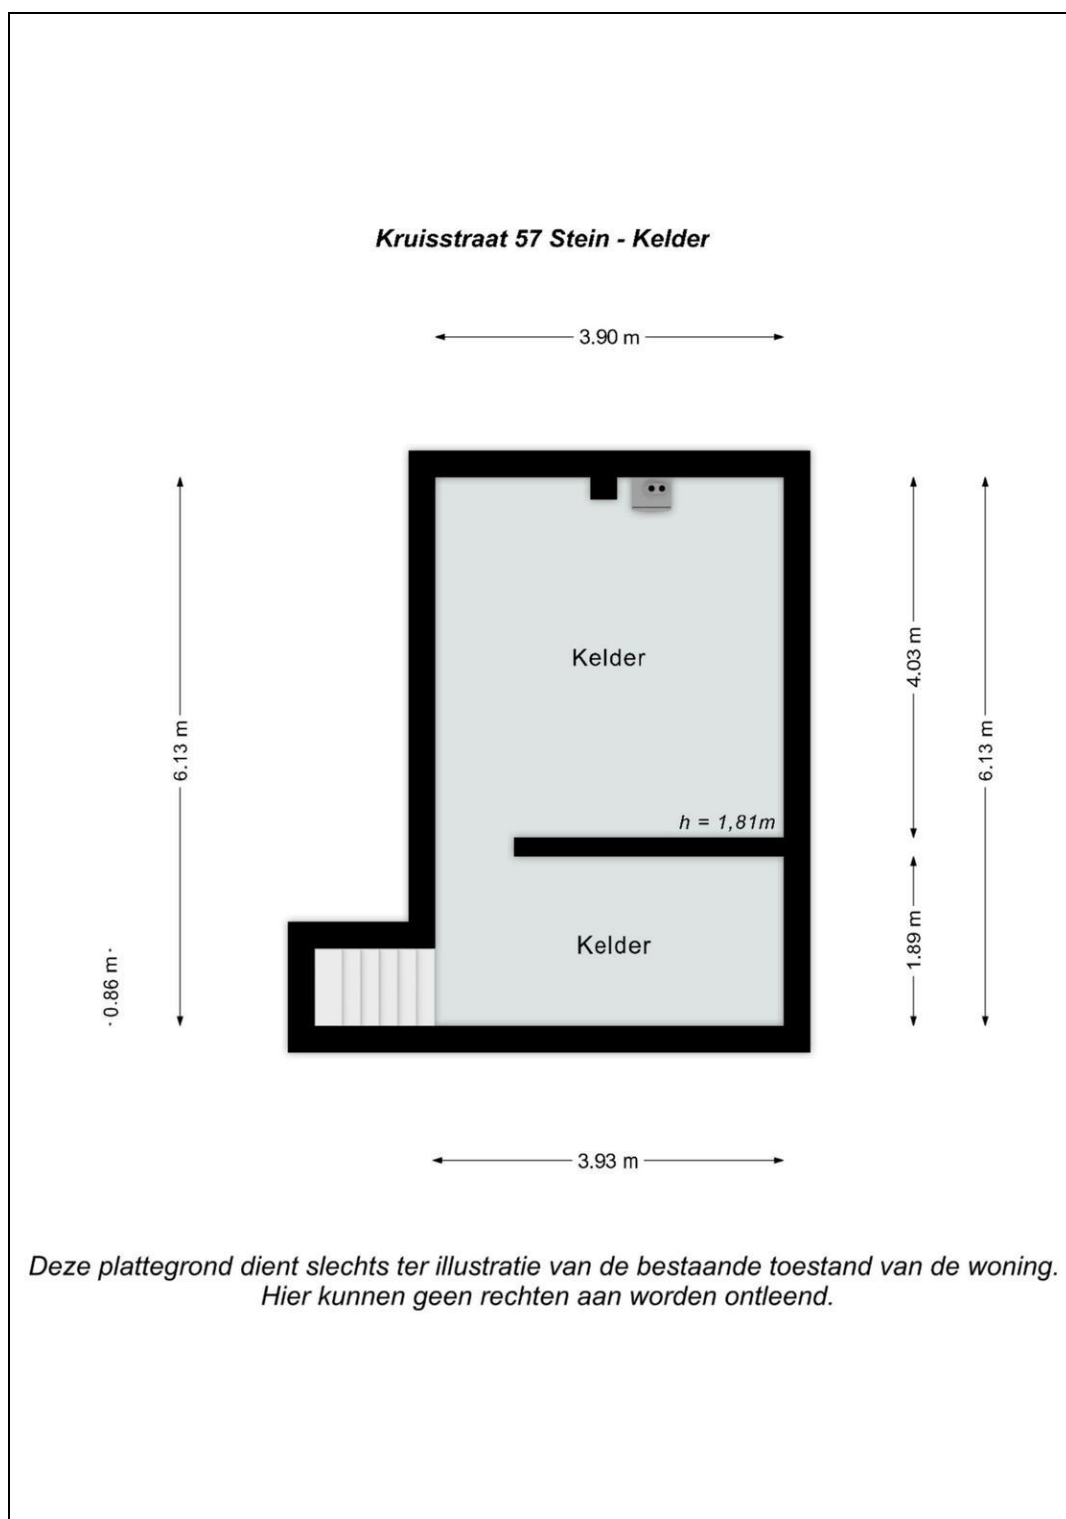 Kruisstraat 57 Stein - Kelder
3.90 m
Kelder
4.03 m
6.13 m
6.13 m
h = 1,81m
Kelder
1.89 m
0.86 m
3.93 m
Deze plattegrond dient slechts ter illustratie van de bestaande toestand van de woning.
Hier kunnen geen rechten aan worden ontleend.